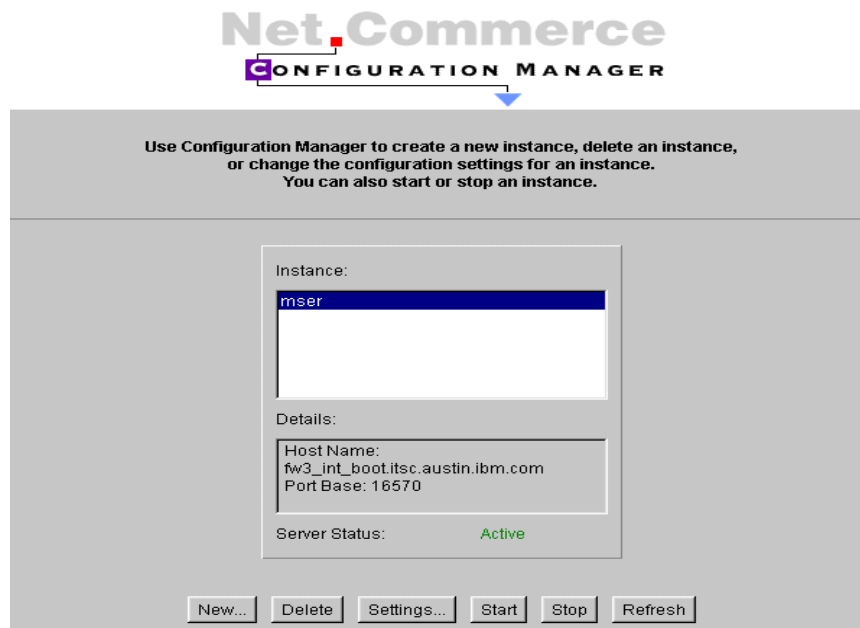 Net.Commerce
CONFIGURATION MANAGER
Use Configuration Manager to create a new instance, delete an instance,
or change the configuration settings for an instance.
You can also start or stop an instance.
Instance:
mser
Details:
Host Name:
fw3_int_boot.itsc.austin.ibm.com
Port Base: 16570
Server Status: Active
New... Delete Settings... Start Stop Refresh